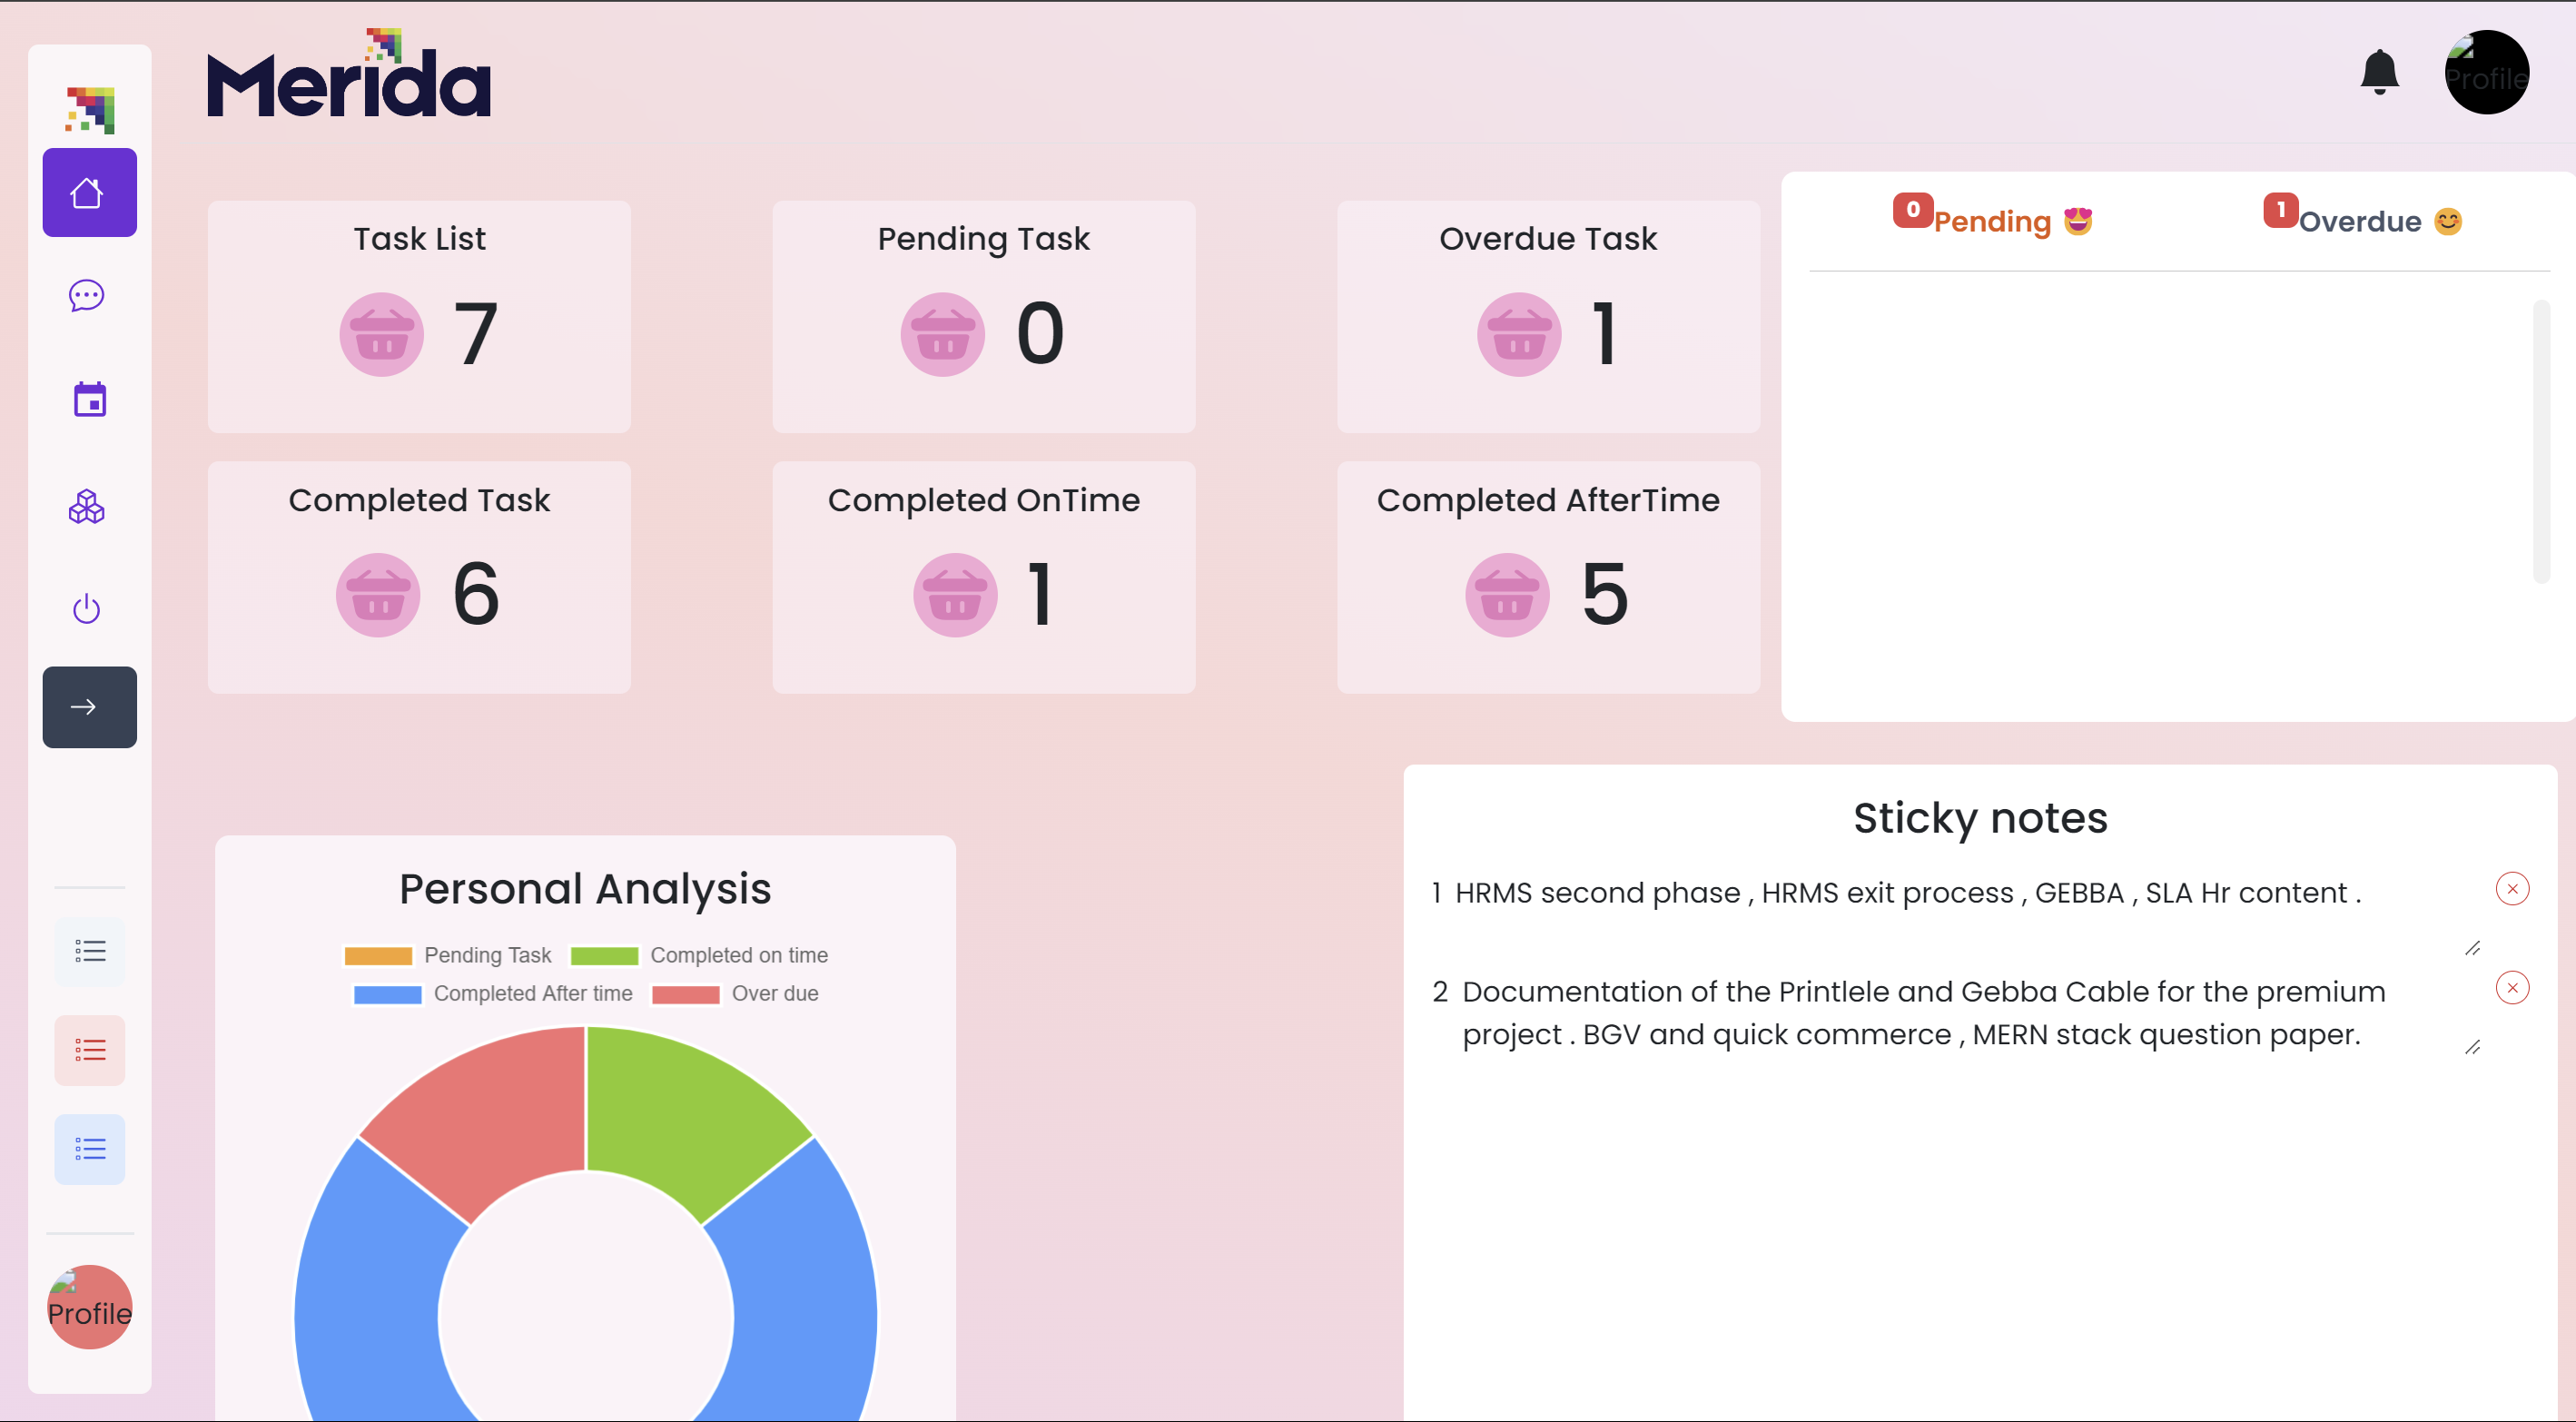 Merida
Profile
Task List
7
Pending Task
0
Overdue Task
1
0 Pending 😍
1 Overdue 😊
Completed Task
6
Completed OnTime
1
Completed AfterTime
5
Personal Analysis
Pending Task
Completed on time
Completed After time
Over due
Sticky notes
1 HRMS second phase , HRMS exit process , GEBBA , SLA Hr content .
2 Documentation of the Printlele and Gebba Cable for the premium
project . BGV and quick commerce , MERN stack question paper.
Profile